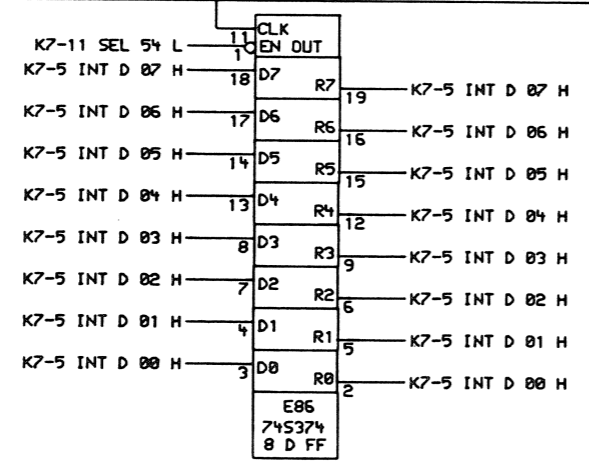 CLK
11
K7-11 SEL 54 L
1
EN OUT
K7-5 INT D 07 H
18
D7
R7
19
K7-5 INT D 07 H
K7-5 INT D 06 H
17
D6
R6
16
K7-5 INT D 06 H
K7-5 INT D 05 H
14
D5
R5
15
K7-5 INT D 05 H
K7-5 INT D 04 H
13
D4
R4
12
K7-5 INT D 04 H
K7-5 INT D 03 H
8
D3
R3
9
K7-5 INT D 03 H
K7-5 INT D 02 H
7
D2
R2
6
K7-5 INT D 02 H
K7-5 INT D 01 H
4
D1
R1
5
K7-5 INT D 01 H
K7-5 INT D 00 H
3
D0
R0
2
K7-5 INT D 00 H
E86
74S374
8 D FF